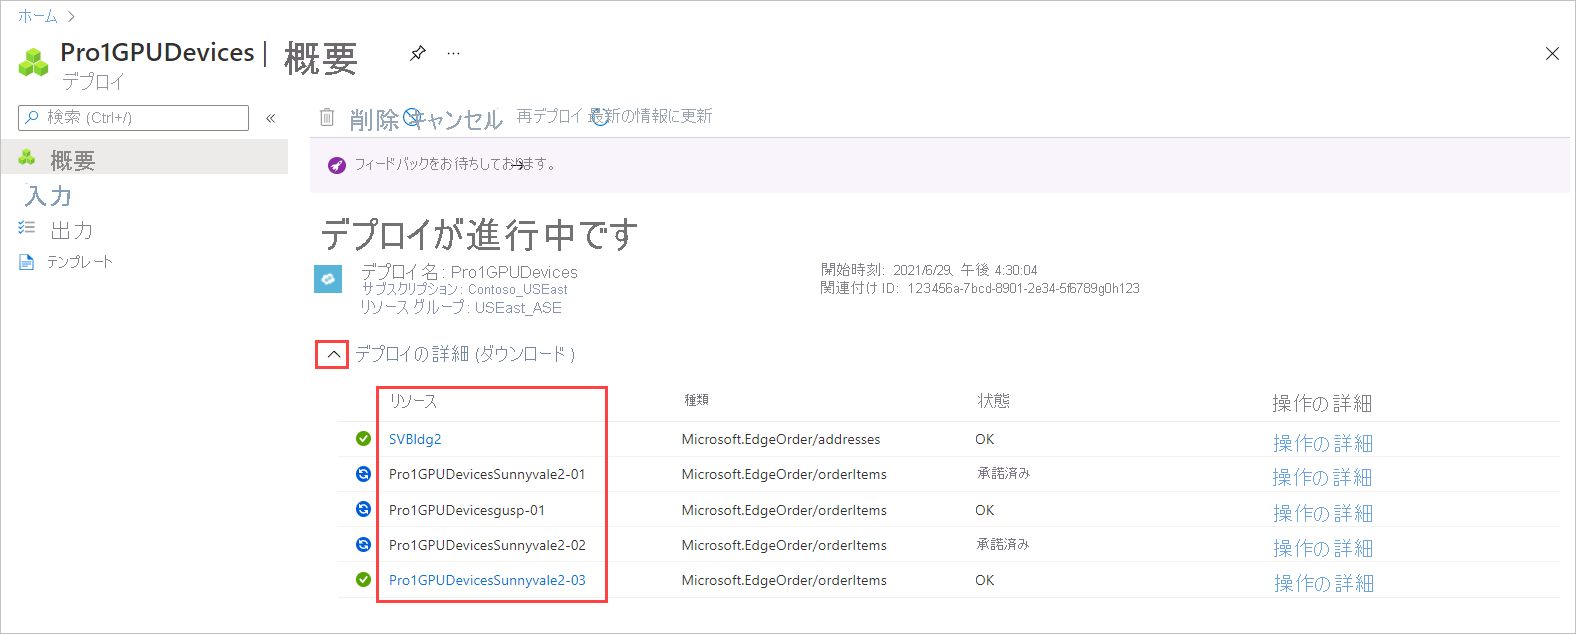 ホーム
Pro1GPUDevices | 概要
デプロイ
検索 (Ctrl+/)
削除 キャンセル 再デプロイ 最新の情報に更新
概要
フィードバックをお待ちしております。
入力
出力
テンプレート
デプロイが進行中です
デプロイ名: Pro1GPUDevices
サブスクリプション: Contoso_USEast
リソース グループ: USEast_ASE
開始時刻: 2021/6/29、午後 4:30:04
関連付け ID: 123456a-7bcd-8901-2e34-5f6789g0h123
デプロイの詳細 (ダウンロード)
リソース 種類 状態 操作の詳細
SVBldg2 Microsoft.EdgeOrder/addresses OK 操作の詳細
Pro1GPUDevicesSunnyvale2-01 Microsoft.EdgeOrder/orderItems 承諾済み 操作の詳細
Pro1GPUDevicesgusp-01 Microsoft.EdgeOrder/orderItems OK 操作の詳細
Pro1GPUDevicesSunnyvale2-02 Microsoft.EdgeOrder/orderItems 承諾済み 操作の詳細
Pro1GPUDevicesSunnyvale2-03 Microsoft.EdgeOrder/orderItems OK 操作の詳細